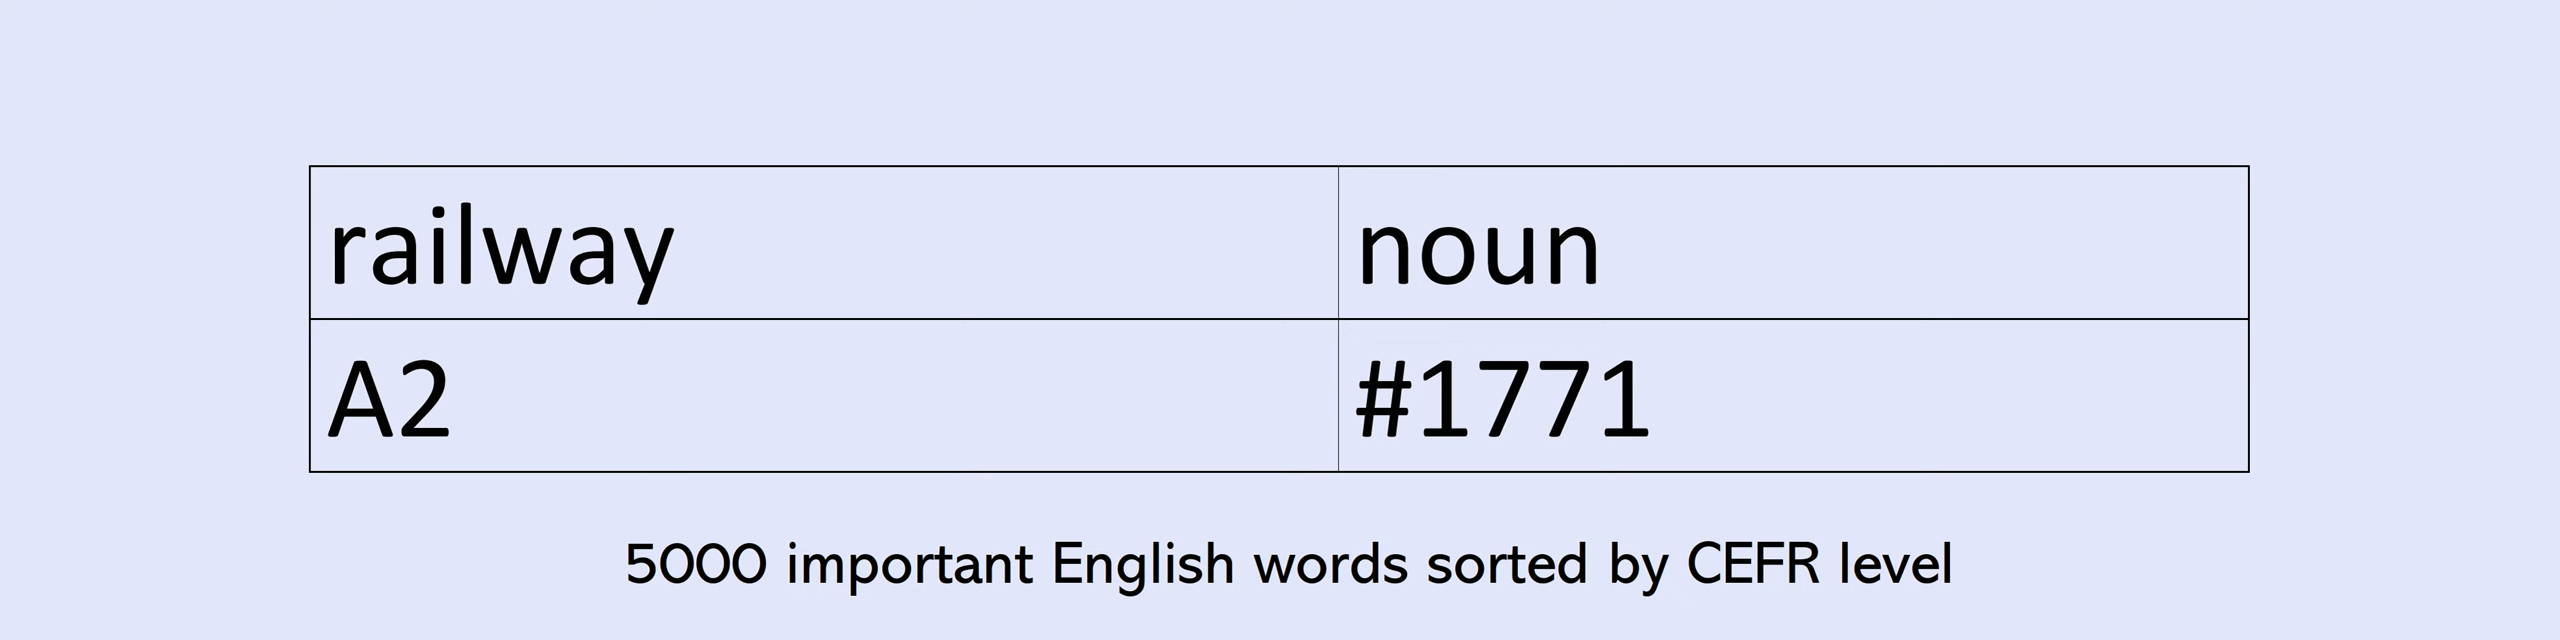 railway noun
A2 #1771
5000 important English words sorted by CEFR level